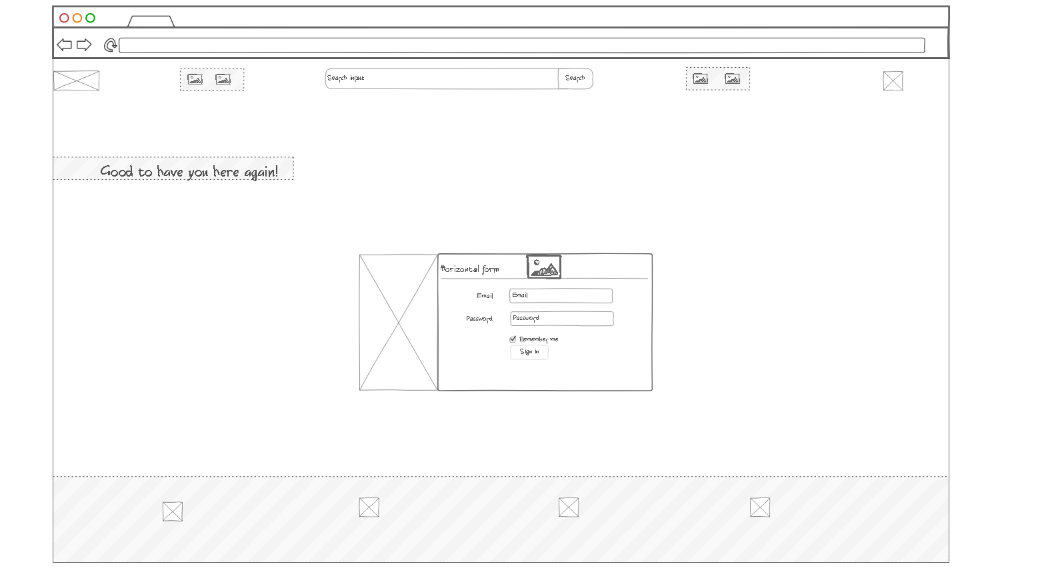 Search input
Search
Good to have you here again!
Horizontal form
Email
Email
Password
Password
Remember me
Sign in